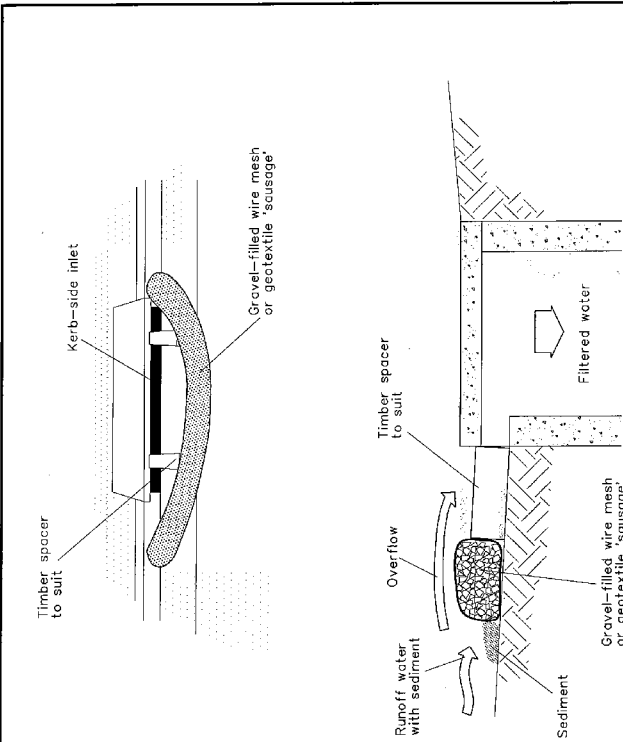 Timber spacer
to suit
Kerb-side inlet
Gravel-filled wire mesh
or geotextile 'sausage'
Timber spacer
to suit
Overflow
Runoff water
with sediment
Filtered water
Sediment
Gravel-filled wire mesh
or geotextile 'sausage'